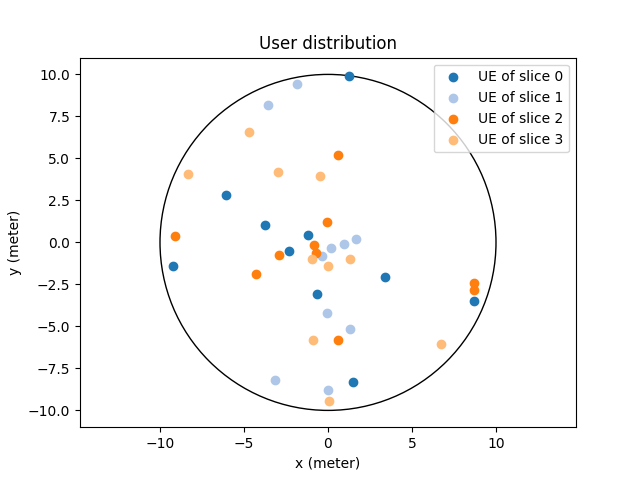 User distribution
UE of slice 0
UE of slice 1
UE of slice 2
UE of slice 3
10.0
7.5
5.0
2.5
0.0
−2.5
−5.0
−7.5
−10.0
y (meter)
−10 −5 0 5 10
x (meter)